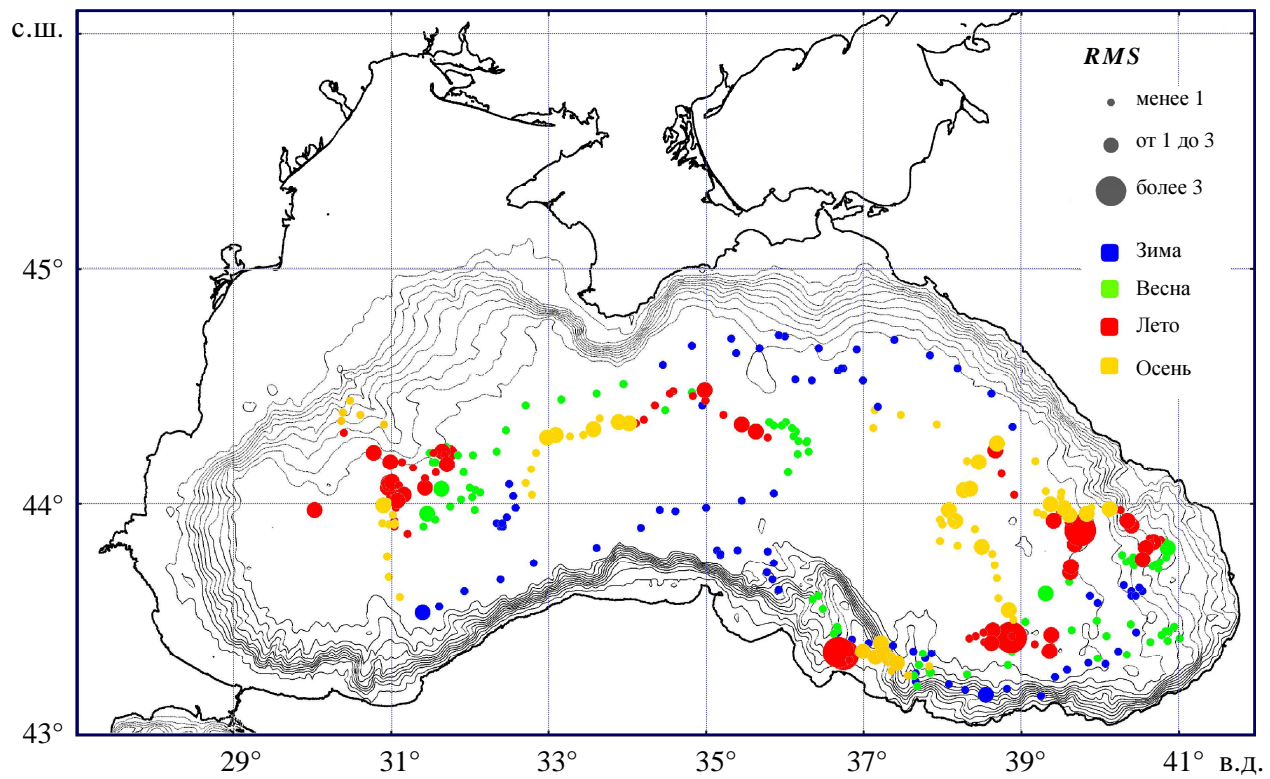 с.ш.
RMS
менее 1
от 1 до 3
более 3
Зима
Весна
Лето
Осень
45°
44°
43°
29° 31° 33° 35° 37° 39° 41° в.д.